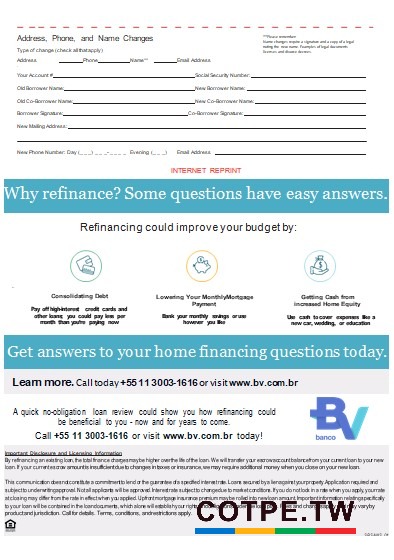 Address, Phone, and Name Changes
**Please remember
Name changes require a signature and a copy of a legal
noting the new name. Examples of legal documents
licenses and divorce decrees.
Type of change (check all that apply)
Address Phone Name** Email Address
Your Account # Social Security Number:
Old Borrower Name: New Borrower Name:
Old Co-Borrower Name: New Co-Borrower Name:
Borrower Signature: Co-Borrower Signature:
New Mailing Address:
New Phone Number: Day (___) ___-____ Evening (___) Email Address:
INTERNET REPRINT
Why refinance? Some questions have easy answers.
Refinancing could improve your budget by:
Consolidating Debt
Pay off high-interest credit cards and
other loans; you could pay less per
month than you're paying now
Lowering Your Monthly Mortgage
Payment
Bank your monthly savings or use
however you like
Getting Cash from
increased Home Equity
Use cash to cover expenses like a
new car, wedding, or education
Get answers to your home financing questions today.
Learn more. Call today +55 11 3003-1616 or visit www.bv.com.br
A quick no-obligation loan review could show you how refinancing could
be beneficial to you - now and for years to come.
Call +55 11 3003-1616 or visit www.bv.com.br today!
BV
banco
Important Disclosure and Licensing Information
By refinancing an existing loan, the total finance charges may be higher over the life of the loan. We will transfer your escrow account balance from your current loan to your new
loan. If your current escrow amount is insufficient due to changes in taxes or insurance, we may require additional money when you close on your new loan.
This communication does not constitute a commitment to lend or the guarantee of a specified interest rate. Loans secured by a lien against your property. Application required and
subject to underwriting approval. Not all applicants will be approved. Interest rate subject to change due to market conditions. If you do not lock in a rate when you apply, your rate
at closing may differ from the rate in effect when you applied. Upfront mortgage insurance premium may be rolled into new loan amount. Important information relating specifically
to your loan will be contained in the loan documents, which alone will establish your rights and obligations under the loan plan. Rates and charges apply and may vary by
product and jurisdiction. Call for details. Terms, conditions, and restrictions apply.
COTPE.TW